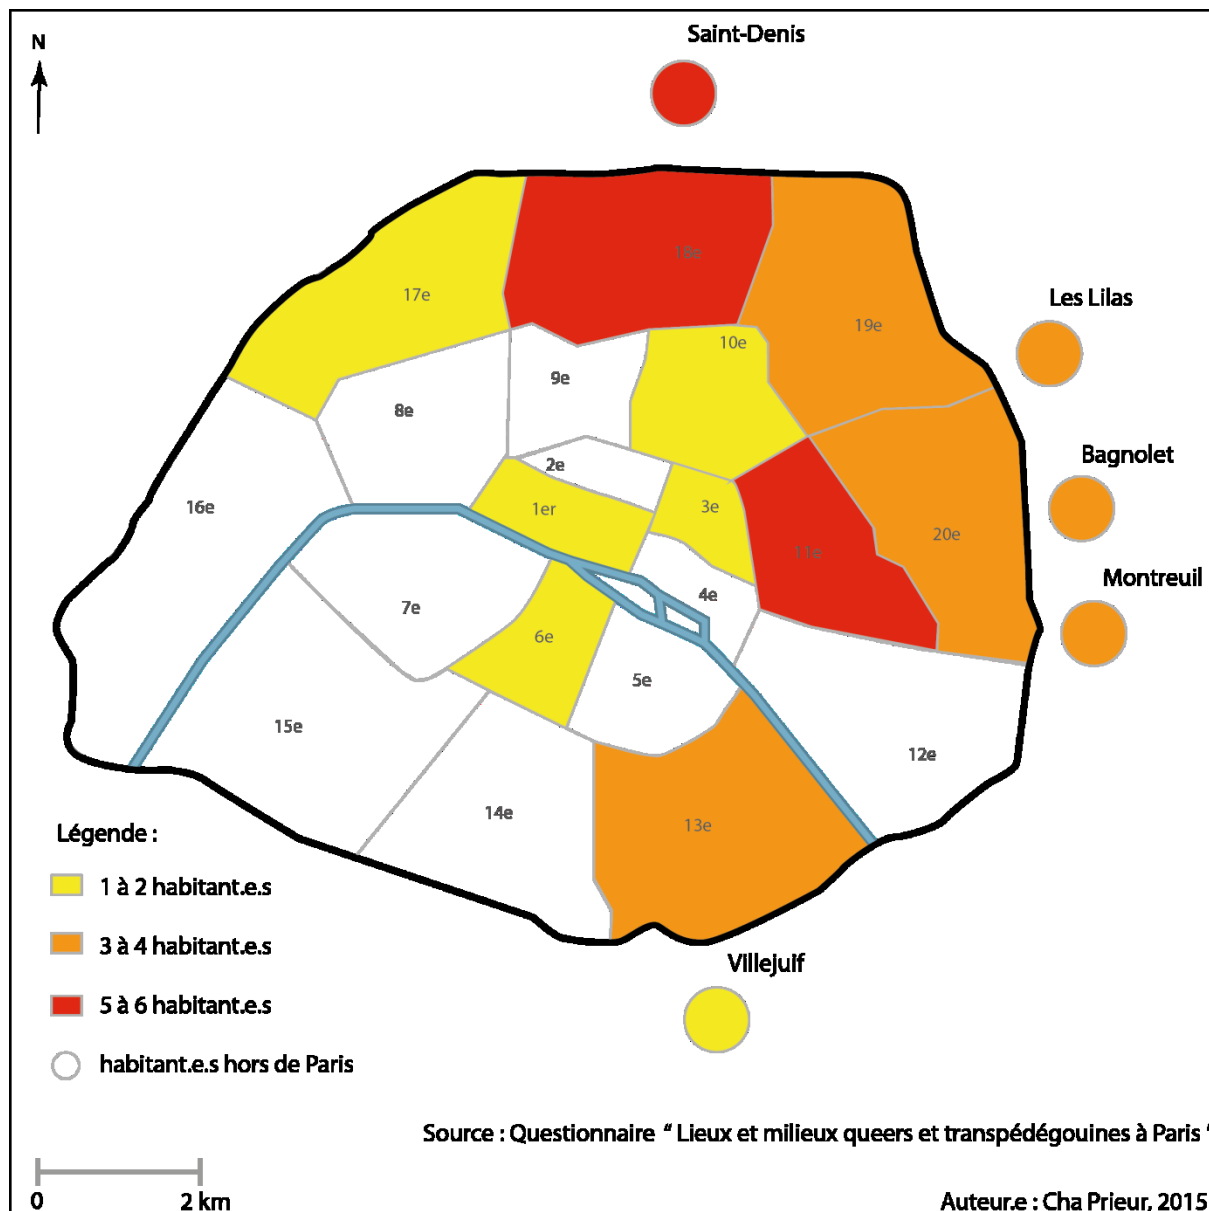 Saint-Denis
N
18e
17e
Les Lilas
19e
10e
9e
8e
Bagnolet
2e
16e
1er
3e
20e
11e
Montreuil
4e
7e
6e
5e
15e
12e
14e
13e
Légende :
1 à 2 habitant.e.s
3 à 4 habitant.e.s
Villejuif
5 à 6 habitant.e.s
habitant.e.s hors de Paris
Source : Questionnaire " Lieux et milieux queers et transpédégouines à Paris "
0 2 km
Auteur.e : Cha Prieur, 2015